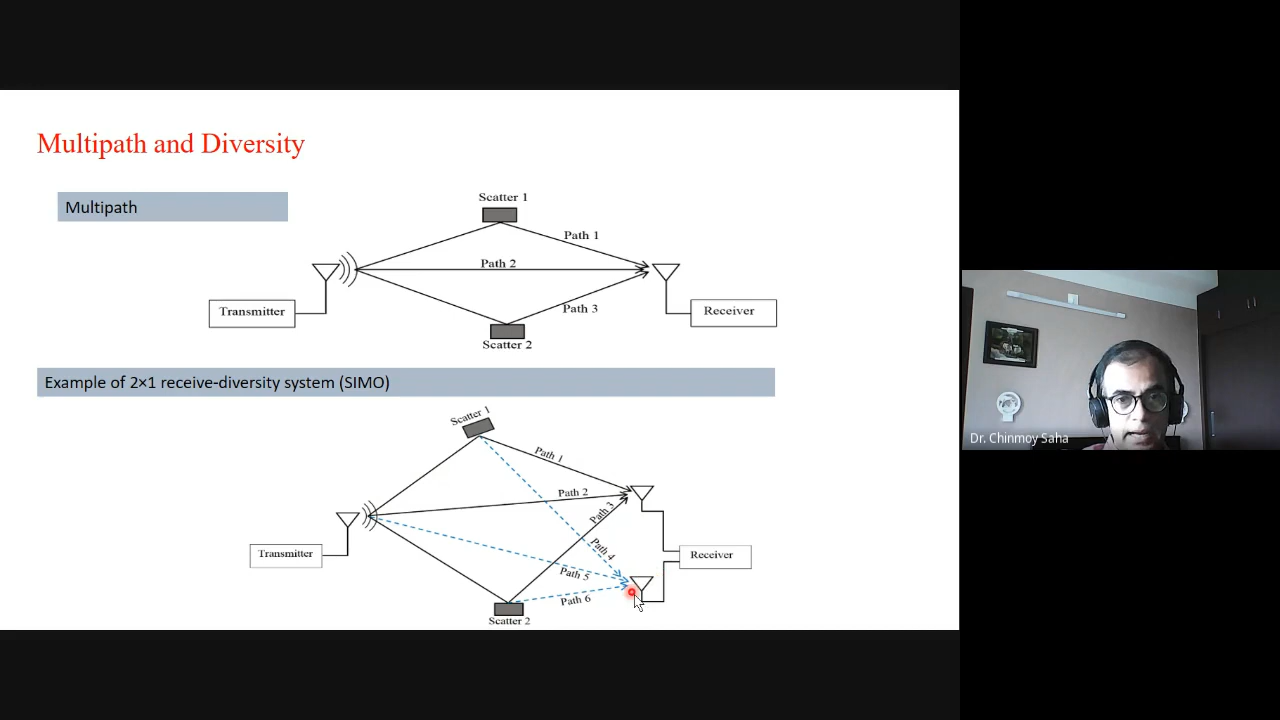 Multipath and Diversity
Multipath
Scatter 1
Path 1
Path 2
Path 3
Transmitter
Receiver
Scatter 2
Example of 2×1 receive-diversity system (SIMO)
Scatter 1
Path 1
Path 2
Path 3
Path 4
Path 5
Path 6
Transmitter
Receiver
Scatter 2
Dr. Chinmoy Saha